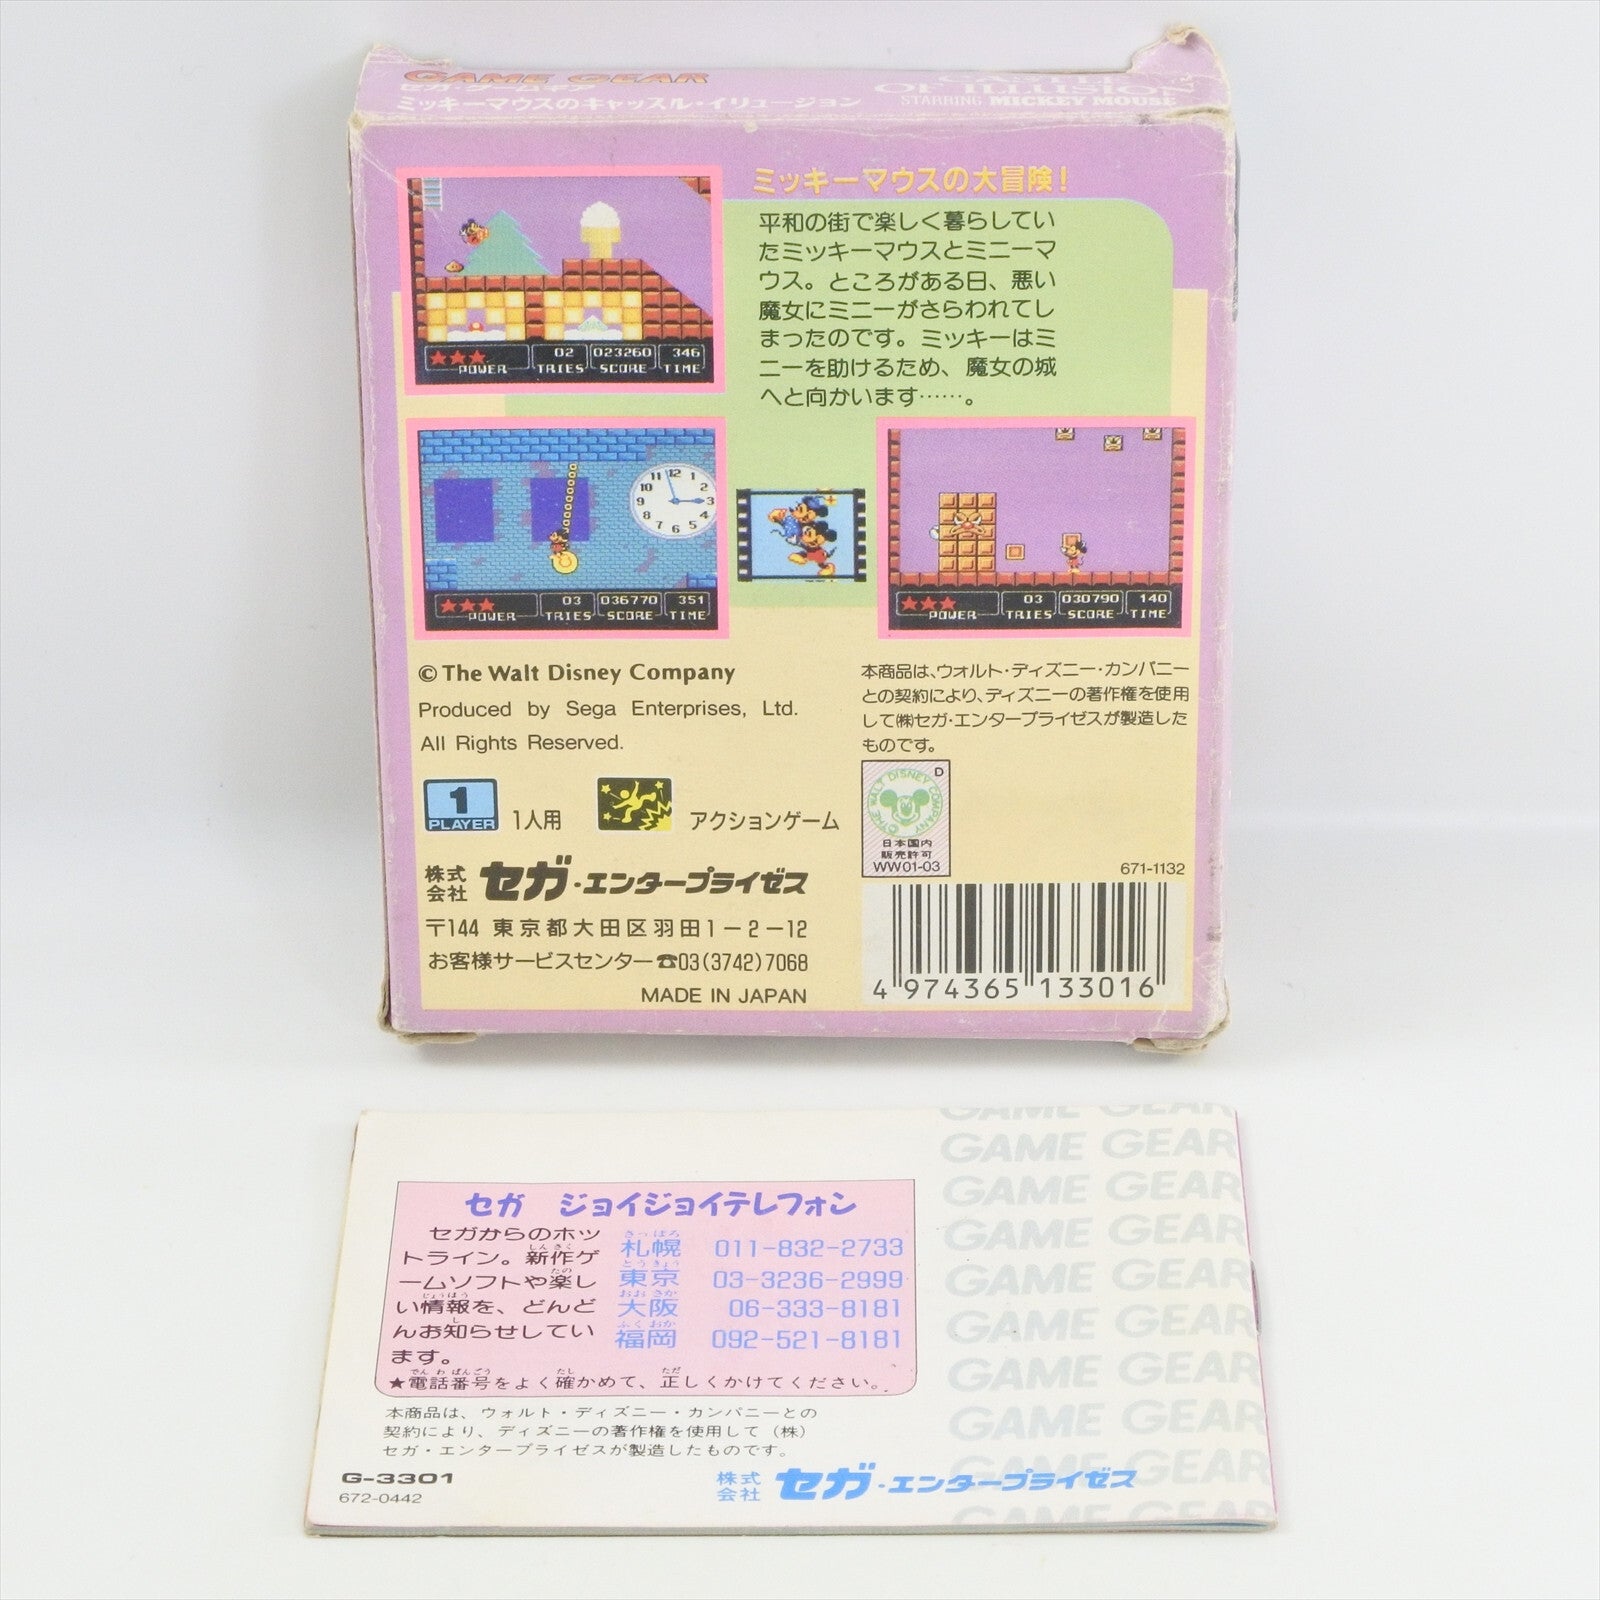 GAME GEAR
セガ・ゲームギア
ミッキーマウスのキャッスル・イリュージョン
CASTLE
OF ILLUSION
STARRING MICKEY MOUSE
ミッキーマウスの大冒険!
平和の街で楽しく暮らしてい
たミッキーマウスとミニーマ
ウス。ところがある日、悪い
魔女にミニーがさらわれてし
まったのです。ミッキーはミ
ニーを助けるため、魔女の城
へと向かいます……。
02 023260 346
POWER TRIES SCORE TIME
11 12 1
10 2
9 3
8 4
7 6 5
03 036770 351
POWER TRIES SCORE TIME
03 030790 140
POWER TRIES SCORE TIME
© The Walt Disney Company
Produced by Sega Enterprises, Ltd.
All Rights Reserved.
本商品は、ウォルト・ディズニー・カンパニー
との契約により、ディズニーの著作権を使用
して㈱セガ・エンタープライゼスが製造した
ものです。
1
PLAYER
1人用
アクションゲーム
D
©THE WALT DISNEY COMPANY
日本国内
販売許可
WW01-03
671-1132
株式会社 セガ・エンタープライゼス
〒144 東京都大田区羽田1-2-12
お客様サービスセンター☎03(3742)7068
MADE IN JAPAN
4 974365 133016
セガ ジョイジョイテレフォン
セガからのホッ
トライン。新作ゲ
ームソフトや楽し
い情報を、どんど
んお知らせしてい
ます。
札幌 011-832-2733
東京 03-3236-2999
大阪 06-333-8181
福岡 092-521-8181
★電話番号をよく確かめて、正しくかけてください。
本商品は、ウォルト・ディズニー・カンパニーとの
契約により、ディズニーの著作権を使用して(株)
セガ・エンタープライゼスが製造したものです。
G-3301
672-0442
株式会社 セガ・エンタープライゼス
GAME GEAR
GAME GEAR
GAME GEAR
GAME GEAR
GAME GEAR
GAME GEAR
GAME GEAR
GAME GEAR
GAME GEAR
GAME GEAR